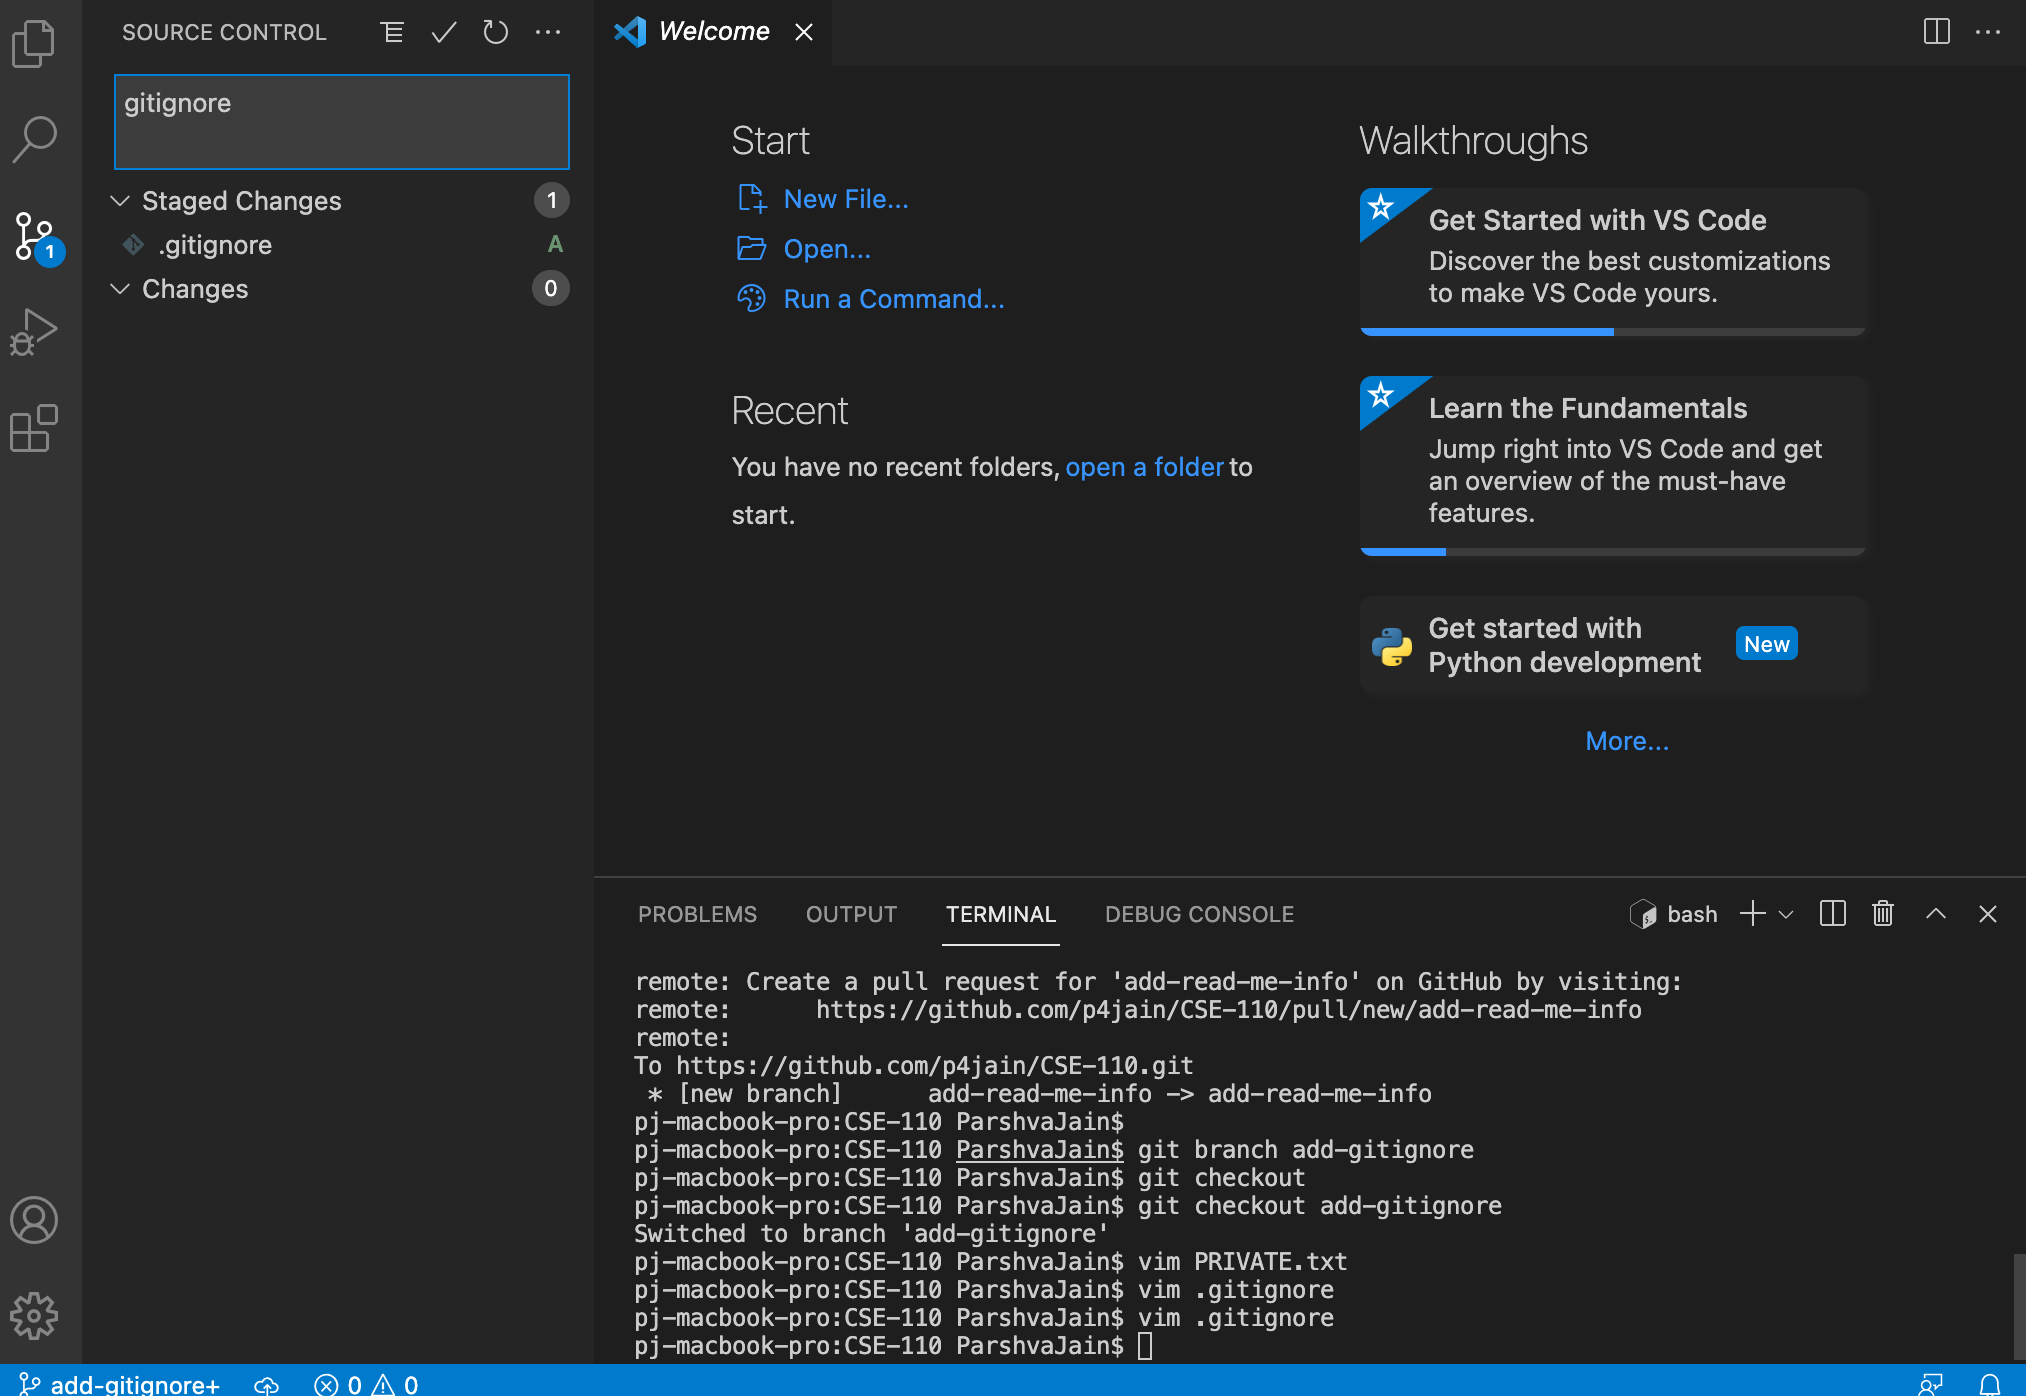 SOURCE CONTROL
gitignore
Staged Changes 1
.gitignore A
Changes 0
1
Welcome
Start
New File...
Open...
Run a Command...
Recent
You have no recent folders, open a folder to
start.
Walkthroughs
Get Started with VS Code
Discover the best customizations
to make VS Code yours.
Learn the Fundamentals
Jump right into VS Code and get
an overview of the must-have
features.
Get started with
Python development
New
More...
PROBLEMS OUTPUT TERMINAL DEBUG CONSOLE bash
remote: Create a pull request for 'add-read-me-info' on GitHub by visiting:
remote:      https://github.com/p4jain/CSE-110/pull/new/add-read-me-info
remote:
To https://github.com/p4jain/CSE-110.git
 * [new branch]      add-read-me-info -> add-read-me-info
pj-macbook-pro:CSE-110 ParshvaJain$
pj-macbook-pro:CSE-110 ParshvaJain$ git branch add-gitignore
pj-macbook-pro:CSE-110 ParshvaJain$ git checkout
pj-macbook-pro:CSE-110 ParshvaJain$ git checkout add-gitignore
Switched to branch 'add-gitignore'
pj-macbook-pro:CSE-110 ParshvaJain$ vim PRIVATE.txt
pj-macbook-pro:CSE-110 ParshvaJain$ vim .gitignore
pj-macbook-pro:CSE-110 ParshvaJain$ vim .gitignore
pj-macbook-pro:CSE-110 ParshvaJain$
add-gitignore+ 0 0